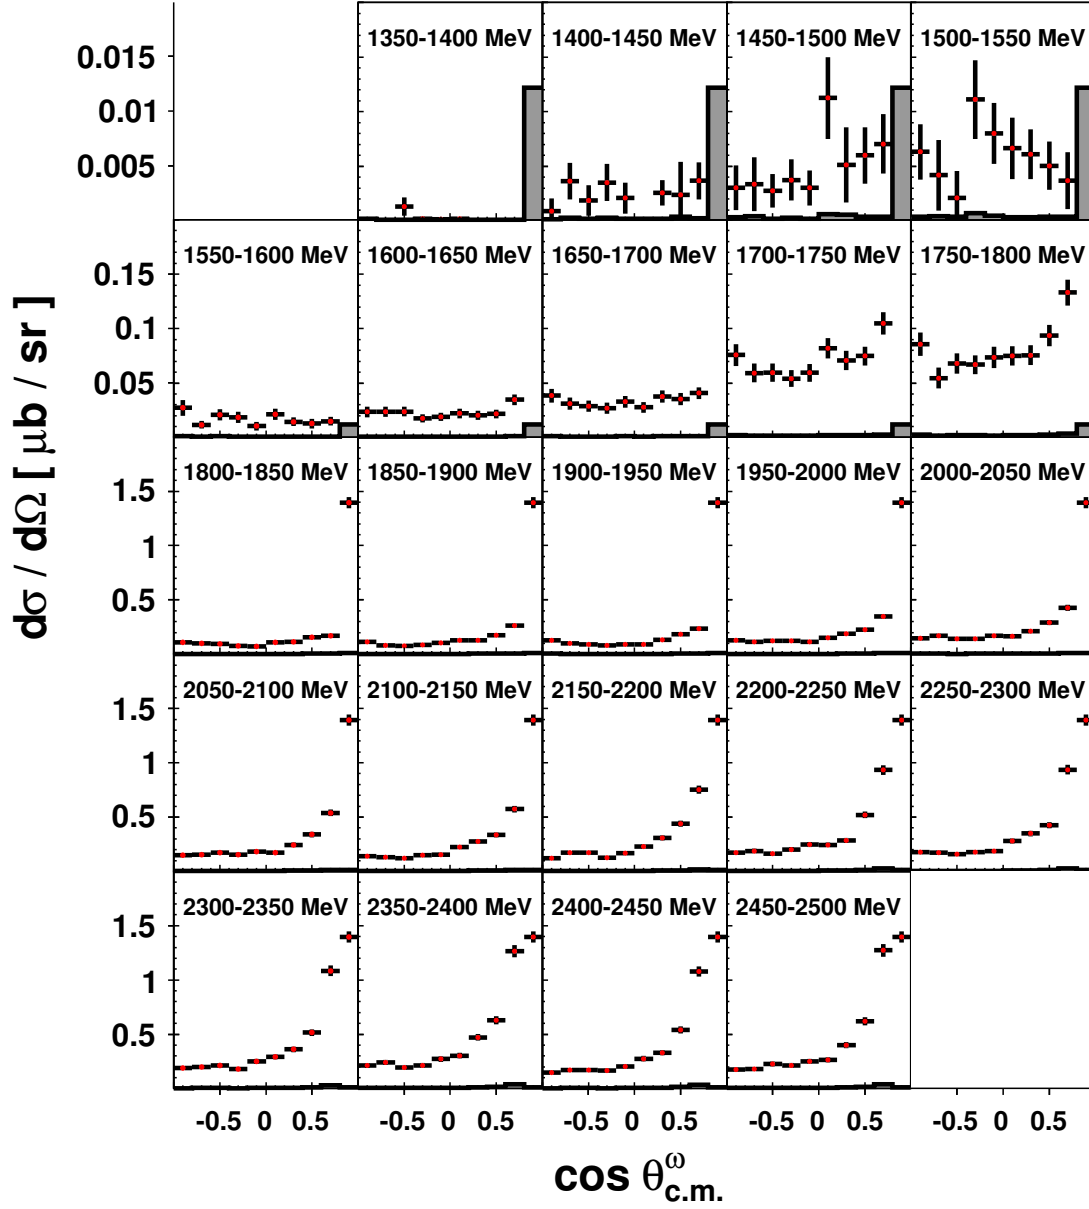 1350-1400 MeV 1400-1450 MeV 1450-1500 MeV 1500-1550 MeV
0.015
0.01
0.005
1550-1600 MeV 1600-1650 MeV 1650-1700 MeV 1700-1750 MeV 1750-1800 MeV
0.15
0.1
0.05
1800-1850 MeV 1850-1900 MeV 1900-1950 MeV 1950-2000 MeV 2000-2050 MeV
1.5
1
0.5
2050-2100 MeV 2100-2150 MeV 2150-2200 MeV 2200-2250 MeV 2250-2300 MeV
1.5
1
0.5
2300-2350 MeV 2350-2400 MeV 2400-2450 MeV 2450-2500 MeV
1.5
1
0.5
-0.5 0 0.5 -0.5 0 0.5 -0.5 0 0.5 -0.5 0 0.5 -0.5 0 0.5
dσ / dΩ [ μb / sr ]
cos θ^ω_c.m.